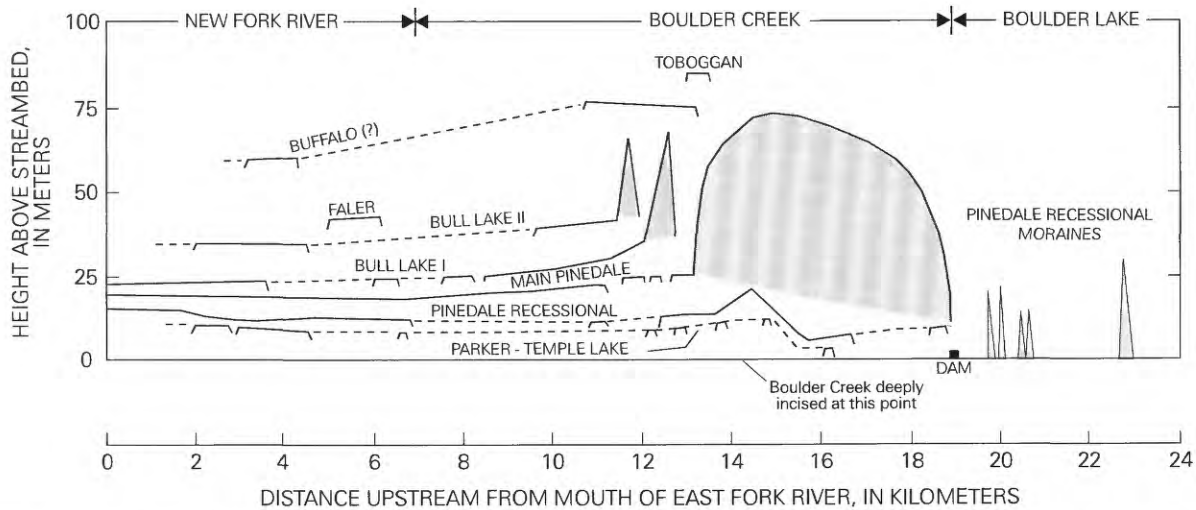 NEW FORK RIVER
BOULDER CREEK
BOULDER LAKE
HEIGHT ABOVE STREAMBED,
IN METERS
100
75
50
25
0
TOBOGGAN
BUFFALO (?)
FALER
BULL LAKE II
BULL LAKE I
MAIN PINEDALE
PINEDALE RECESSIONAL
PARKER - TEMPLE LAKE
PINEDALE RECESSIONAL
MORAINES
DAM
Boulder Creek deeply
incised at this point
0 2 4 6 8 10 12 14 16 18 20 22 24
DISTANCE UPSTREAM FROM MOUTH OF EAST FORK RIVER, IN KILOMETERS